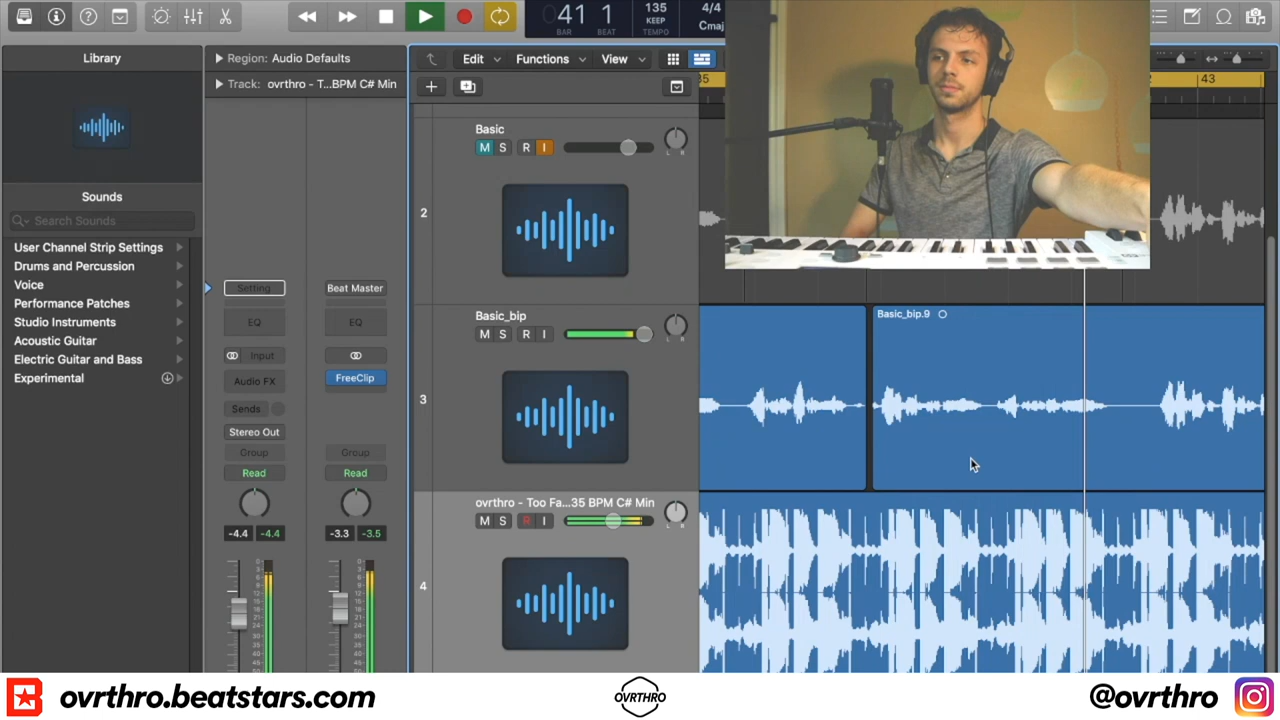 41 1
BAR BEAT
135
KEEP
TEMPO
4/4
Cmaj
Library
Region: Audio Defaults
Edit
Functions
View
35
43
Track: ovrthro - T...BPM C# Min
Sounds
Search Sounds
User Channel Strip Settings
Drums and Percussion
Voice
Performance Patches
Studio Instruments
Acoustic Guitar
Electric Guitar and Bass
Experimental
Setting
Beat Master
EQ
EQ
Input
Audio FX
FreeClip
Sends
Stereo Out
Group
Group
Read
Read
-4.4 -4.4
-3.3 -3.5
Basic
M S R I
L R
2
Basic_bip
M S R I
L R
3
Basic_bip.9
ovrthro - Too Fa...35 BPM C# Min
M S R I
L R
4
ovrthro.beatstars.com
OVRTHRO
@ovrthro